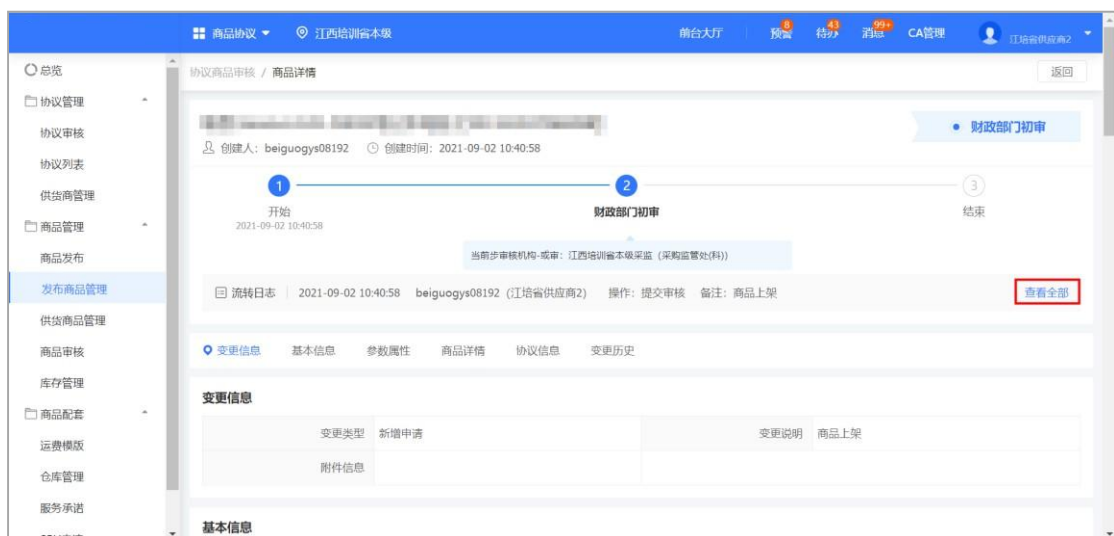 商品协议 江西培训省本级 前台大厅 预警 8 待办 43 消息 99+ CA管理 江培省供应商2
总览
协议管理
协议审核
协议列表
供货商管理
商品管理
商品发布
发布商品管理
供货商品管理
商品审核
库存管理
商品配套
运费模版
仓库管理
服务承诺
协议商品审核 / 商品详情 返回
财政部门初审
创建人：beiguogys08192 创建时间：2021-09-02 10:40:58
1 2 3
开始 财政部门初审 结束
2021-09-02 10:40:58
当前步审核机构-或审：江西培训省本级采监（采购监管处(科)）
流转日志 2021-09-02 10:40:58 beiguogys08192（江培省供应商2） 操作：提交审核 备注：商品上架 查看全部
变更信息 基本信息 参数属性 商品详情 协议信息 变更历史
变更信息
变更类型 新增申请 变更说明 商品上架
附件信息
基本信息